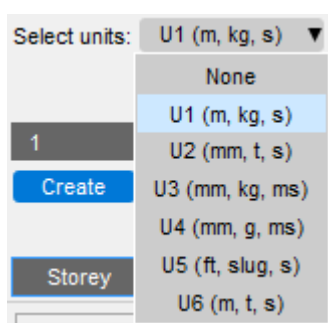 Select units: U1 (m, kg, s) ▼
None
U1 (m, kg, s)
1
U2 (mm, t, s)
Create
U3 (mm, kg, ms)
U4 (mm, g, ms)
Storey
U5 (ft, slug, s)
U6 (m, t, s)